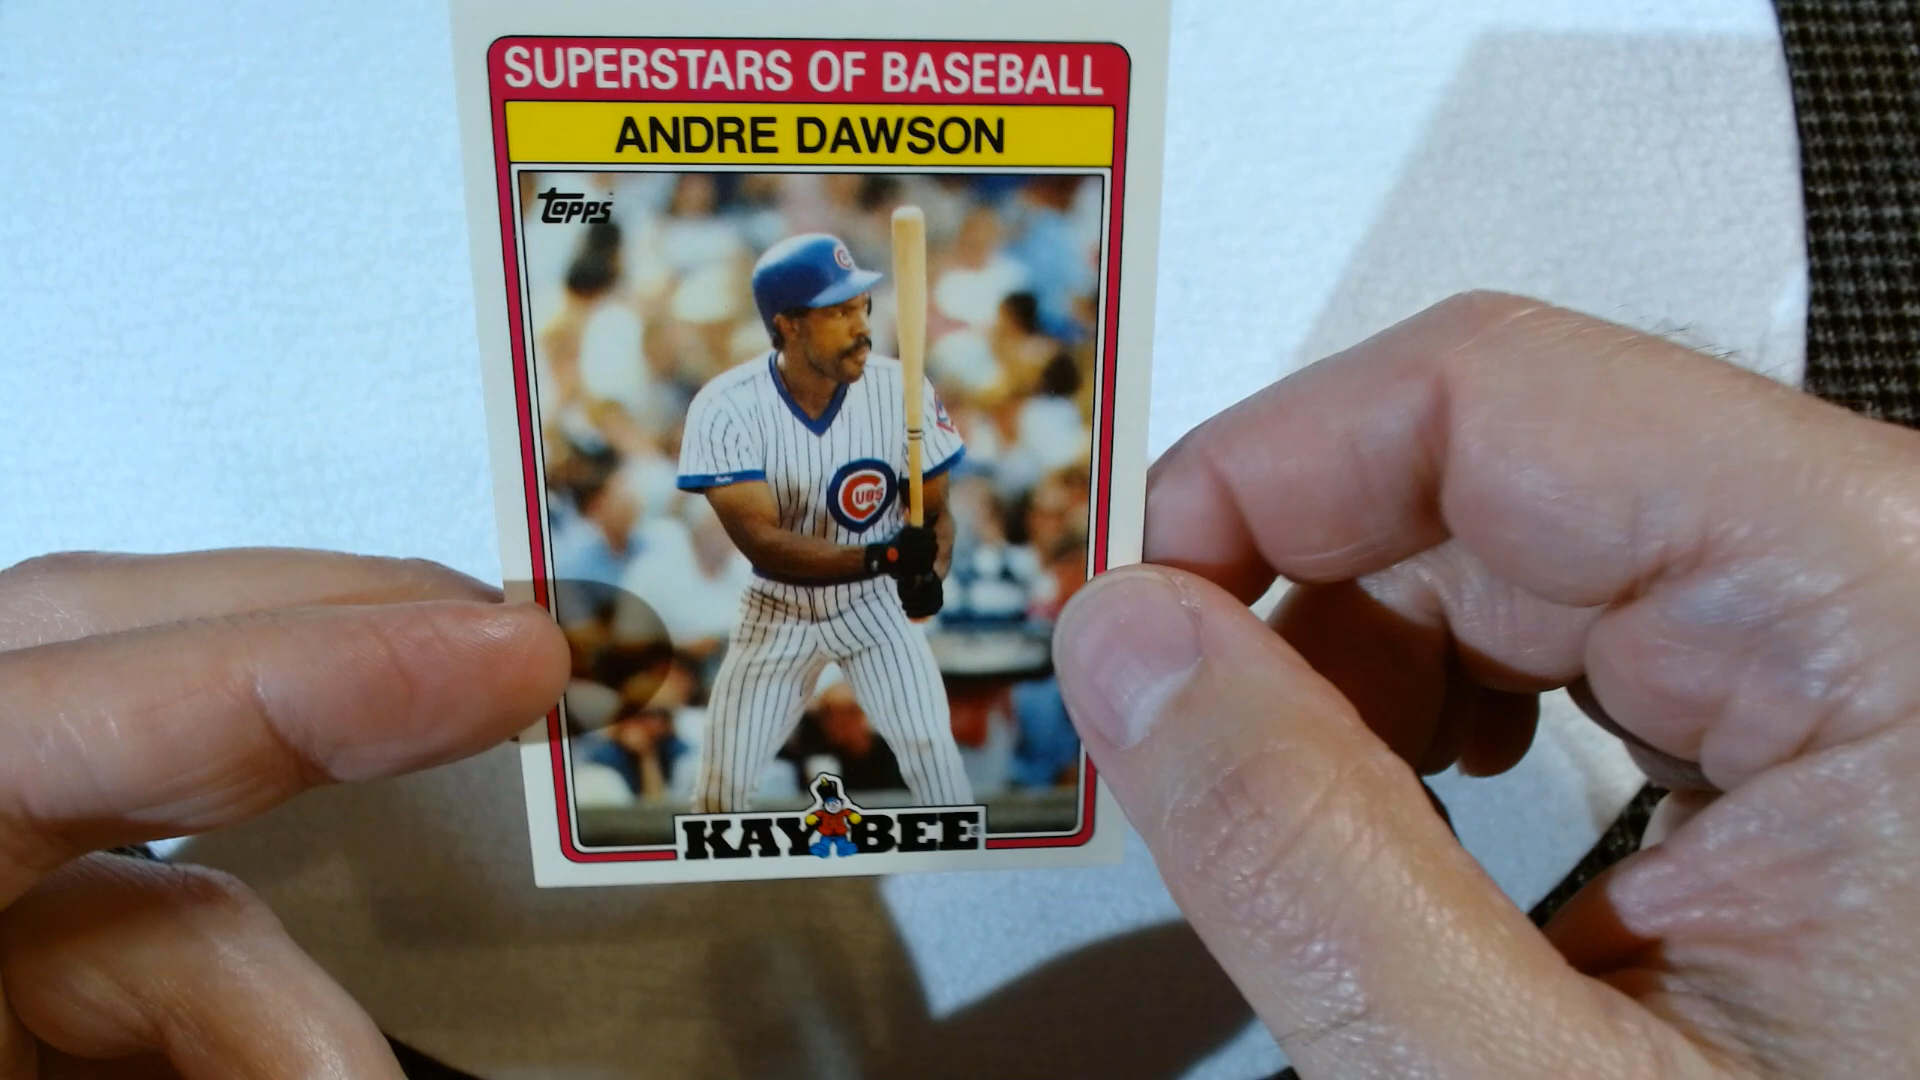 SUPERSTARS OF BASEBALL
ANDRE DAWSON
topps
CUBS
KAY BEE